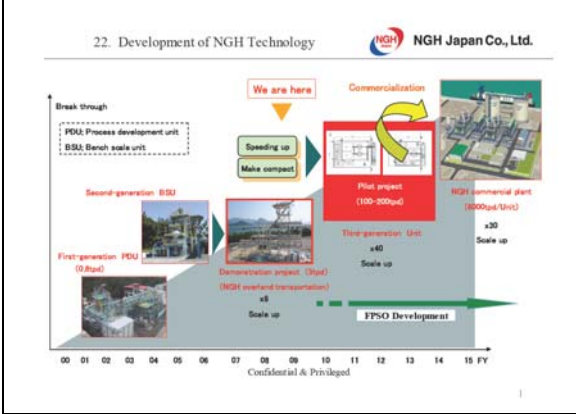 22. Development of NGH Technology
NGH
Japan
NGH Japan Co., Ltd.
We are here
Commercialization
Break through
PDU; Process development unit
BSU; Bench scale unit
Speeding up
Make compact
Pilot project
(100-200tpd)
NGH commercial plant
(6000tpd/Unit)
x30
Scale up
Second-generation BSU
Third-generation Unit
x40
Scale up
First-generation PDU
(0.6tpd)
Demonstration project (5tpd)
(NGH overland transportation)
x8
Scale up
FPSO Development
00 01 02 03 04 05 06 07 08 09 10 11 12 13 14 15 FY
Confidential & Privileged
1